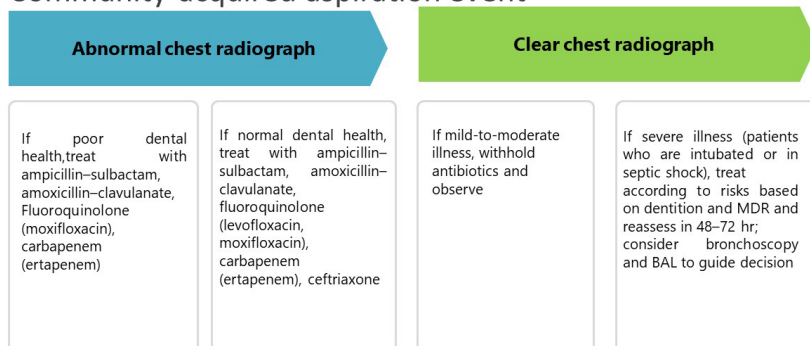 Community-acquired aspiration event
Abnormal chest radiograph
Clear chest radiograph
If poor dental
health,treat with
ampicillin–sulbactam,
amoxicillin–clavulanate,
Fluoroquinolone
(moxifloxacin),
carbapenem
(ertapenem)
If normal dental health,
treat with ampicillin–
sulbactam, amoxicillin–
clavulanate,
fluoroquinolone
(levofloxacin,
moxifloxacin),
carbapenem
(ertapenem), ceftriaxone
If mild-to-moderate
illness, withhold
antibiotics and
observe
If severe illness (patients
who are intubated or in
septic shock), treat
according to risks based
on dentition and MDR and
reassess in 48–72 hr;
consider bronchoscopy
and BAL to guide decision